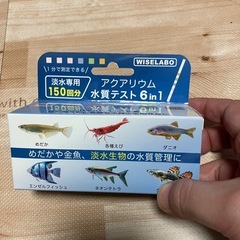 WISELABO
1分で測定できる
淡水専用
150回分
アクアリウム
水質テスト 6in1
めだか
各種えび
ダニオ
エンゼルフィッシュ
ネオンテトラ
めだかや金魚、淡水生物の水質管理に
with